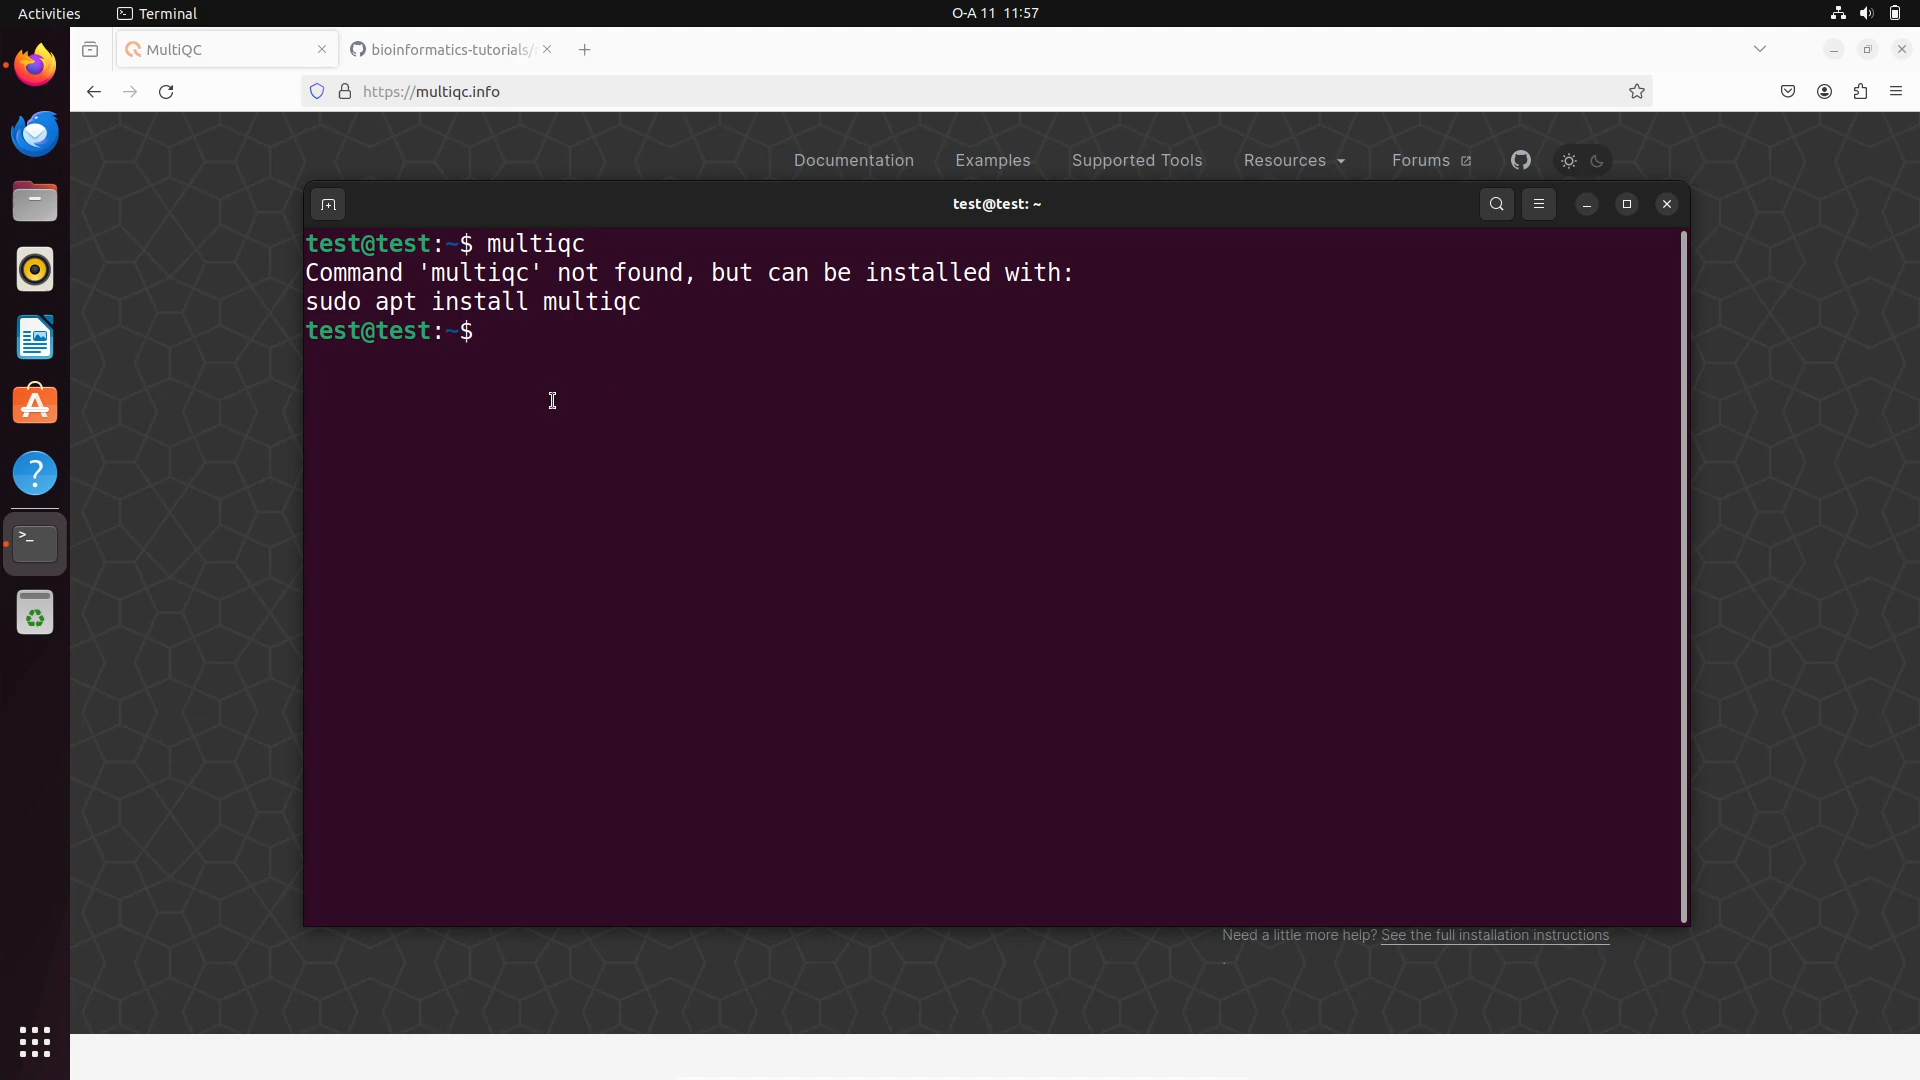 Activities
Terminal
O-A 11 11:57
MultiQC
bioinformatics-tutorials/
https://multiqc.info
Documentation
Examples
Supported Tools
Resources
Forums
test@test: ~
test@test:~$ multiqc
Command 'multiqc' not found, but can be installed with:
sudo apt install multiqc
test@test:~$
Need a little more help? See the full installation instructions
.